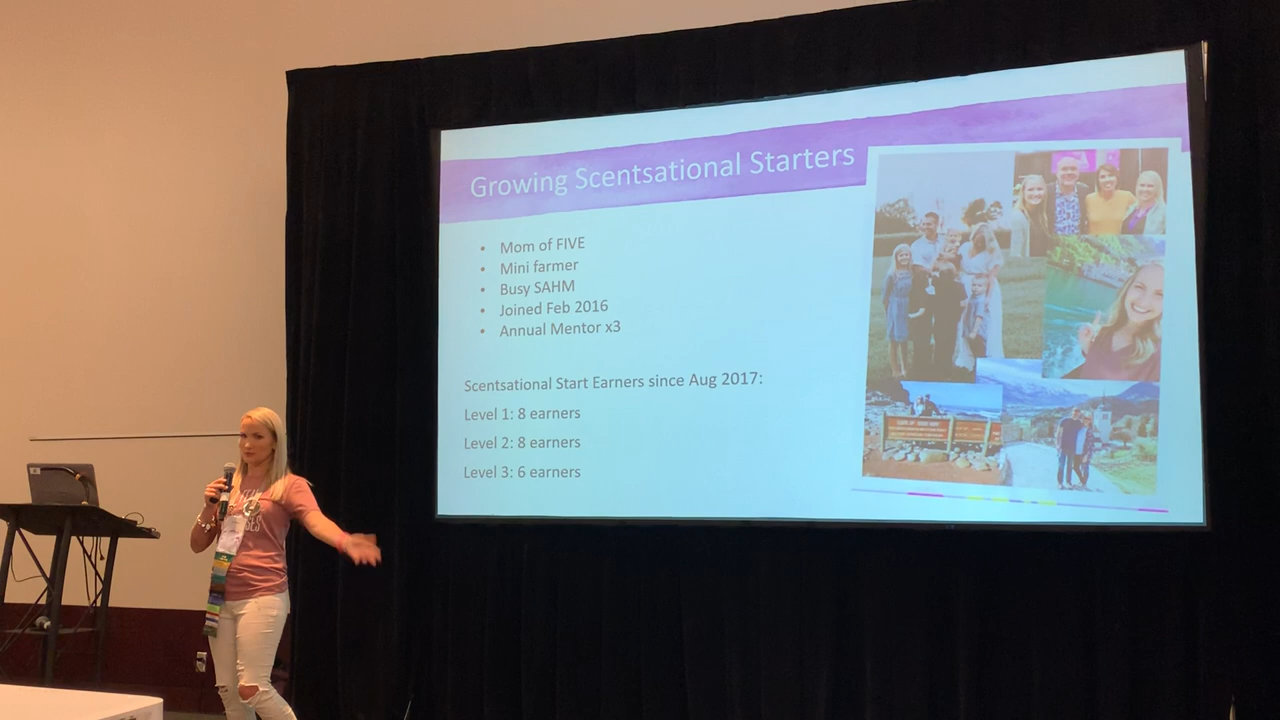 Growing Scentsational Starters
• Mom of FIVE
• Mini farmer
• Busy SAHM
• Joined Feb 2016
• Annual Mentor x3
Scentsational Start Earners since Aug 2017:
Level 1: 8 earners
Level 2: 8 earners
Level 3: 6 earners